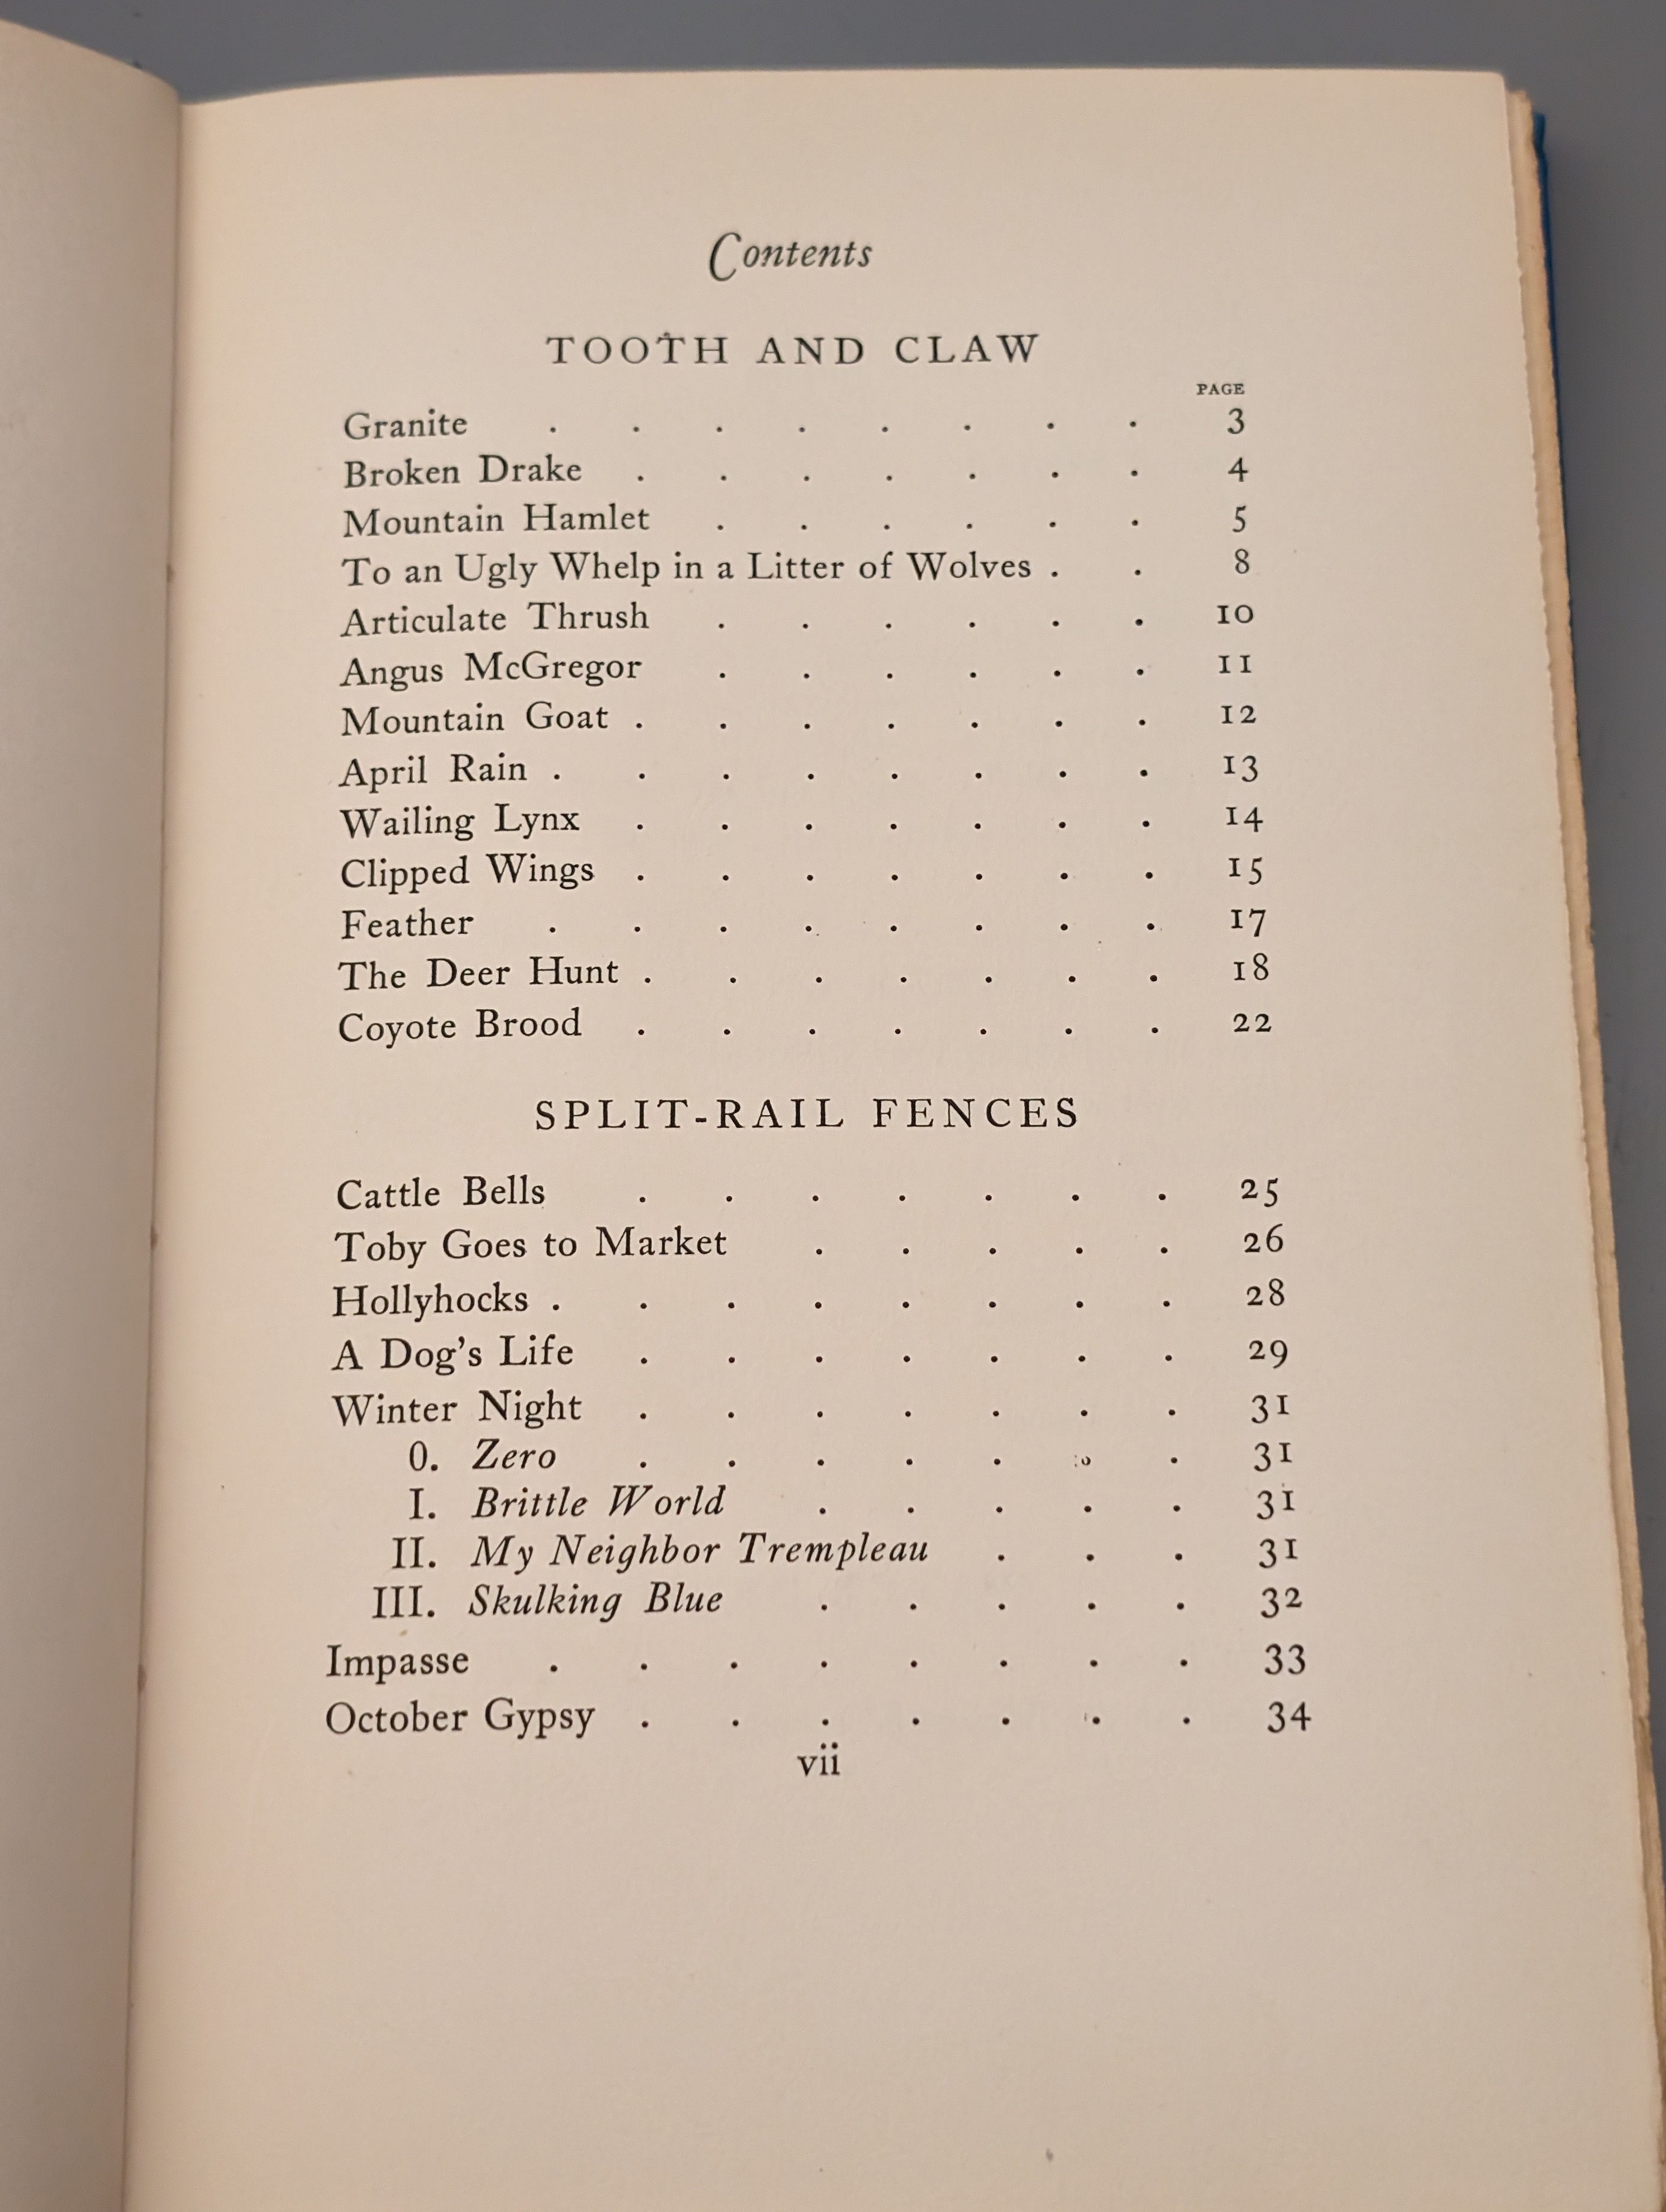 Contents
TOOTH AND CLAW
PAGE
Granite . . . . . . . . 3
Broken Drake . . . . . . . 4
Mountain Hamlet . . . . . . 5
To an Ugly Whelp in a Litter of Wolves . . 8
Articulate Thrush . . . . . . 10
Angus McGregor . . . . . . 11
Mountain Goat . . . . . . . 12
April Rain . . . . . . . . 13
Wailing Lynx . . . . . . . 14
Clipped Wings . . . . . . . 15
Feather . . . . . . . . 17
The Deer Hunt . . . . . . . 18
Coyote Brood . . . . . . . 22
SPLIT-RAIL FENCES
Cattle Bells . . . . . . . 25
Toby Goes to Market . . . . . 26
Hollyhocks . . . . . . . . 28
A Dog's Life . . . . . . . 29
Winter Night . . . . . . . 31
0. Zero . . . . . . . 31
I. Brittle World . . . . . 31
II. My Neighbor Trempleau . . . 31
III. Skulking Blue . . . . . 32
Impasse . . . . . . . . 33
October Gypsy . . . . . . . 34
vii